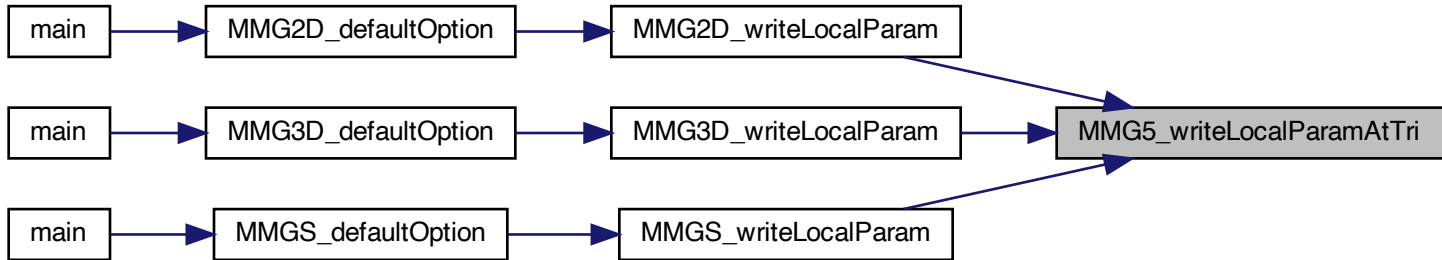 main
MMG2D_defaultOption
MMG2D_writeLocalParam
main
MMG3D_defaultOption
MMG3D_writeLocalParam
MMG5_writeLocalParamAtTri
main
MMGS_defaultOption
MMGS_writeLocalParam